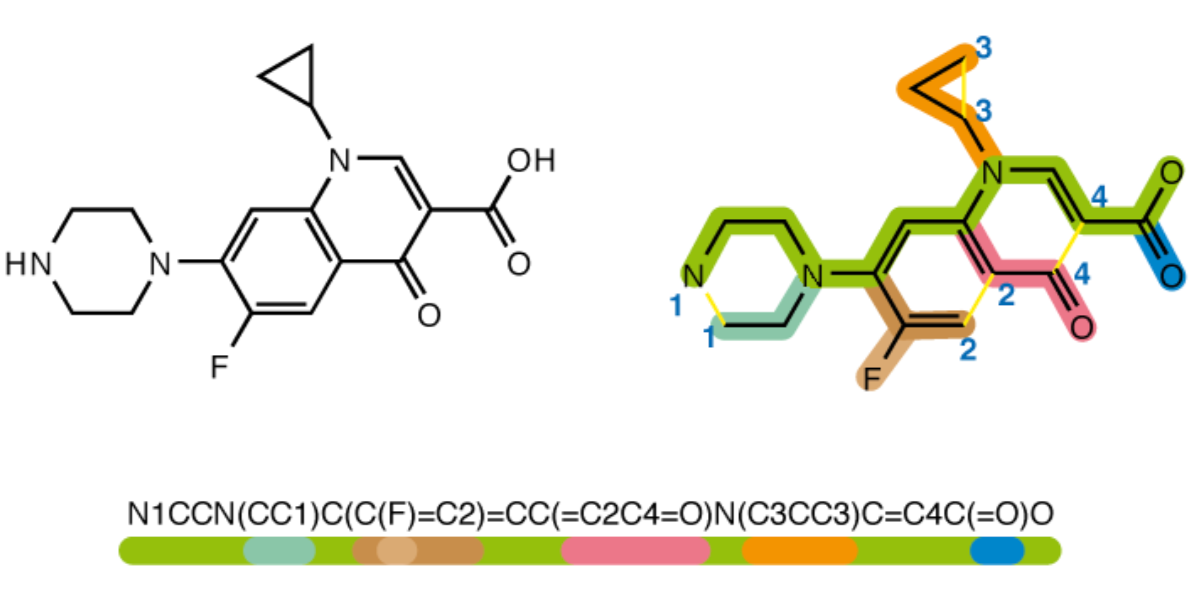 N OH
HN N O
O
F
3
3
N O
4
N N 4 O
1 2
1 O
2
F
N1CCN(CC1)C(C(F)=C2)=CC(=C2C4=O)N(C3CC3)C=C4C(=O)O